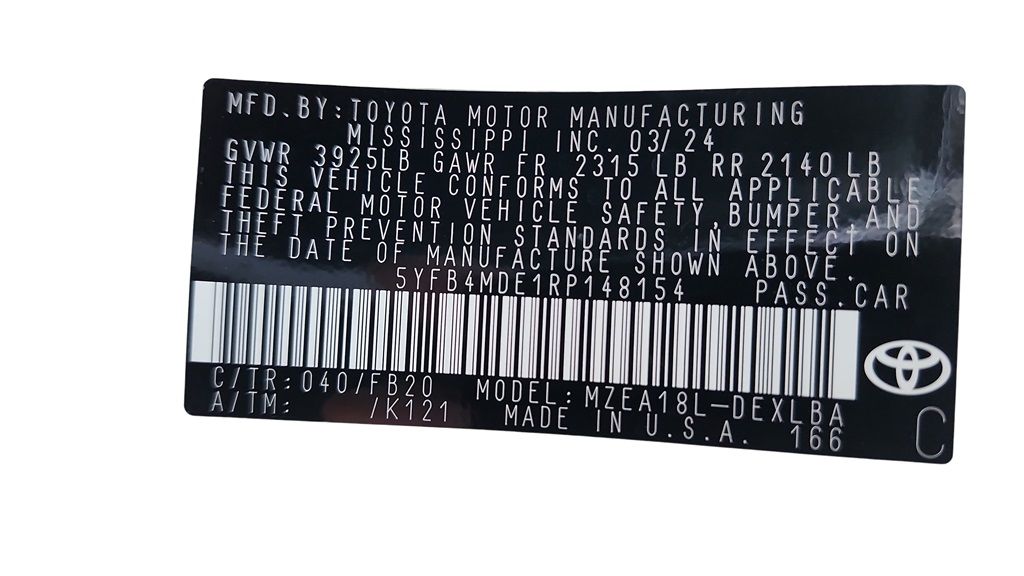 MFD.BY:TOYOTA MOTOR MANUFACTURING
MISSISSIPPI INC. 03/24
GVWR 3925LB GAWR FR 2315 LB RR 2140 LB
THIS VEHICLE CONFORMS TO ALL APPLICABLE
FEDERAL MOTOR VEHICLE SAFETY,BUMPER,AND
THEFT PREVENTION STANDARDS IN EFFECT ON
THE DATE OF MANUFACTURE SHOWN ABOVE.
5YFB4MDE1RP148154 PASS.CAR
C/TR:040/FB20 MODEL:MZEA18L-DEXLBA
A/TM: /K121 MADE IN U.S.A. 166
C